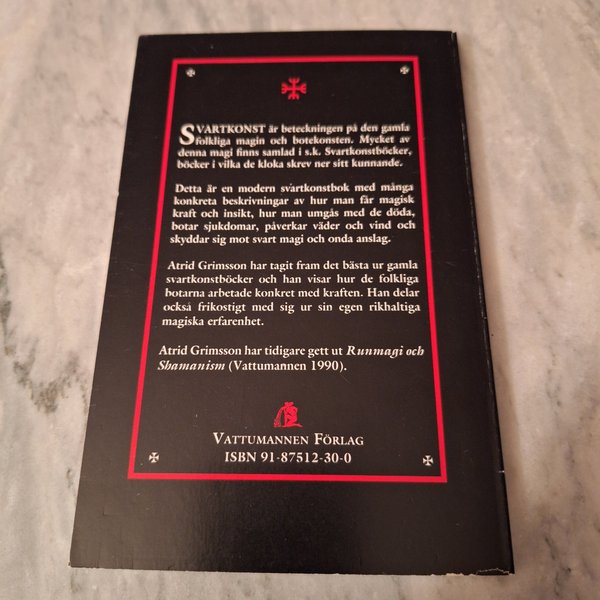 SVARTKONST är beteckningen på den gamla
folkliga magin och botekonsten. Mycket av
denna magi finns samlad i s.k. Svartkonstböcker,
böcker i vilka de kloka skrev ner sitt kunnande.
Detta är en modern svartkonstbok med många
konkreta beskrivningar av hur man får magisk
kraft och insikt, hur man umgås med de döda,
botar sjukdomar, påverkar väder och vind och
skyddar sig mot svart magi och onda anslag.
Atrid Grimsson har tagit fram det bästa ur gamla
svartkonstböcker och han visar hur de folkliga
botarna arbetade konkret med kraften. Han delar
också frikostigt med sig ur sin egen rikhaltiga
magiska erfarenhet.
Atrid Grimsson har tidigare gett ut Runmagi och
Shamanism (Vattumannen 1990).
VATTUMANNEN FÖRLAG
ISBN 91-87512-30-0